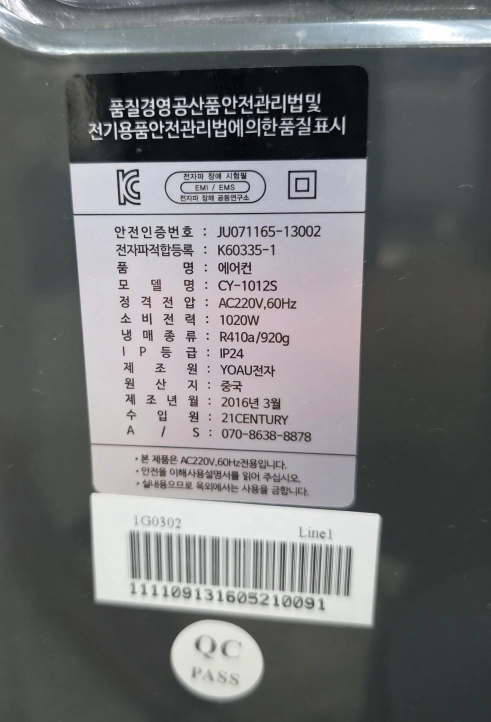 품질경영공산품안전관리법및
전기용품안전관리법에의한품질표시
전자파 장해 시험필
EMI / EMS
전자파 장해 공동연구소
안전인증번호 : JU071165-13002
전자파적합등록 : K60335-1
품 명 : 에어컨
모 델 명 : CY-1012S
정 격 전 압 : AC220V,60Hz
소 비 전 력 : 1020W
냉 매 종 류 : R410a/920g
I P 등 급 : IP24
제 조 원 : YOAU전자
원 산 지 : 중국
제 조 년 월 : 2016년 3월
수 입 원 : 21CENTURY
A / S : 070-8638-8878
• 본 제품은 AC220V,60Hz전용입니다.
• 안전을 이해사용설명서를 읽어 주십시오.
• 실내용으므로 옥외에서는 사용을 금합니다.
1G0302
Line1
111109131605210091
QC
PASS